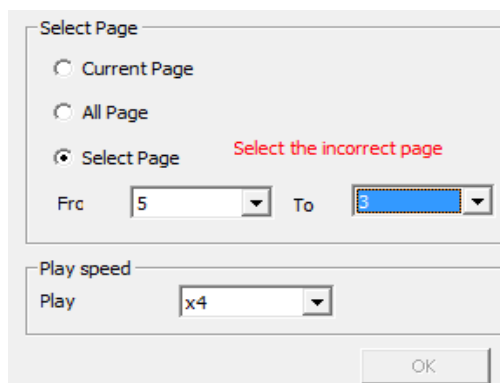 Select Page
Current Page
All Page
Select Page Select the incorrect page
Frc 5 To 3
Play speed
Play x4
OK